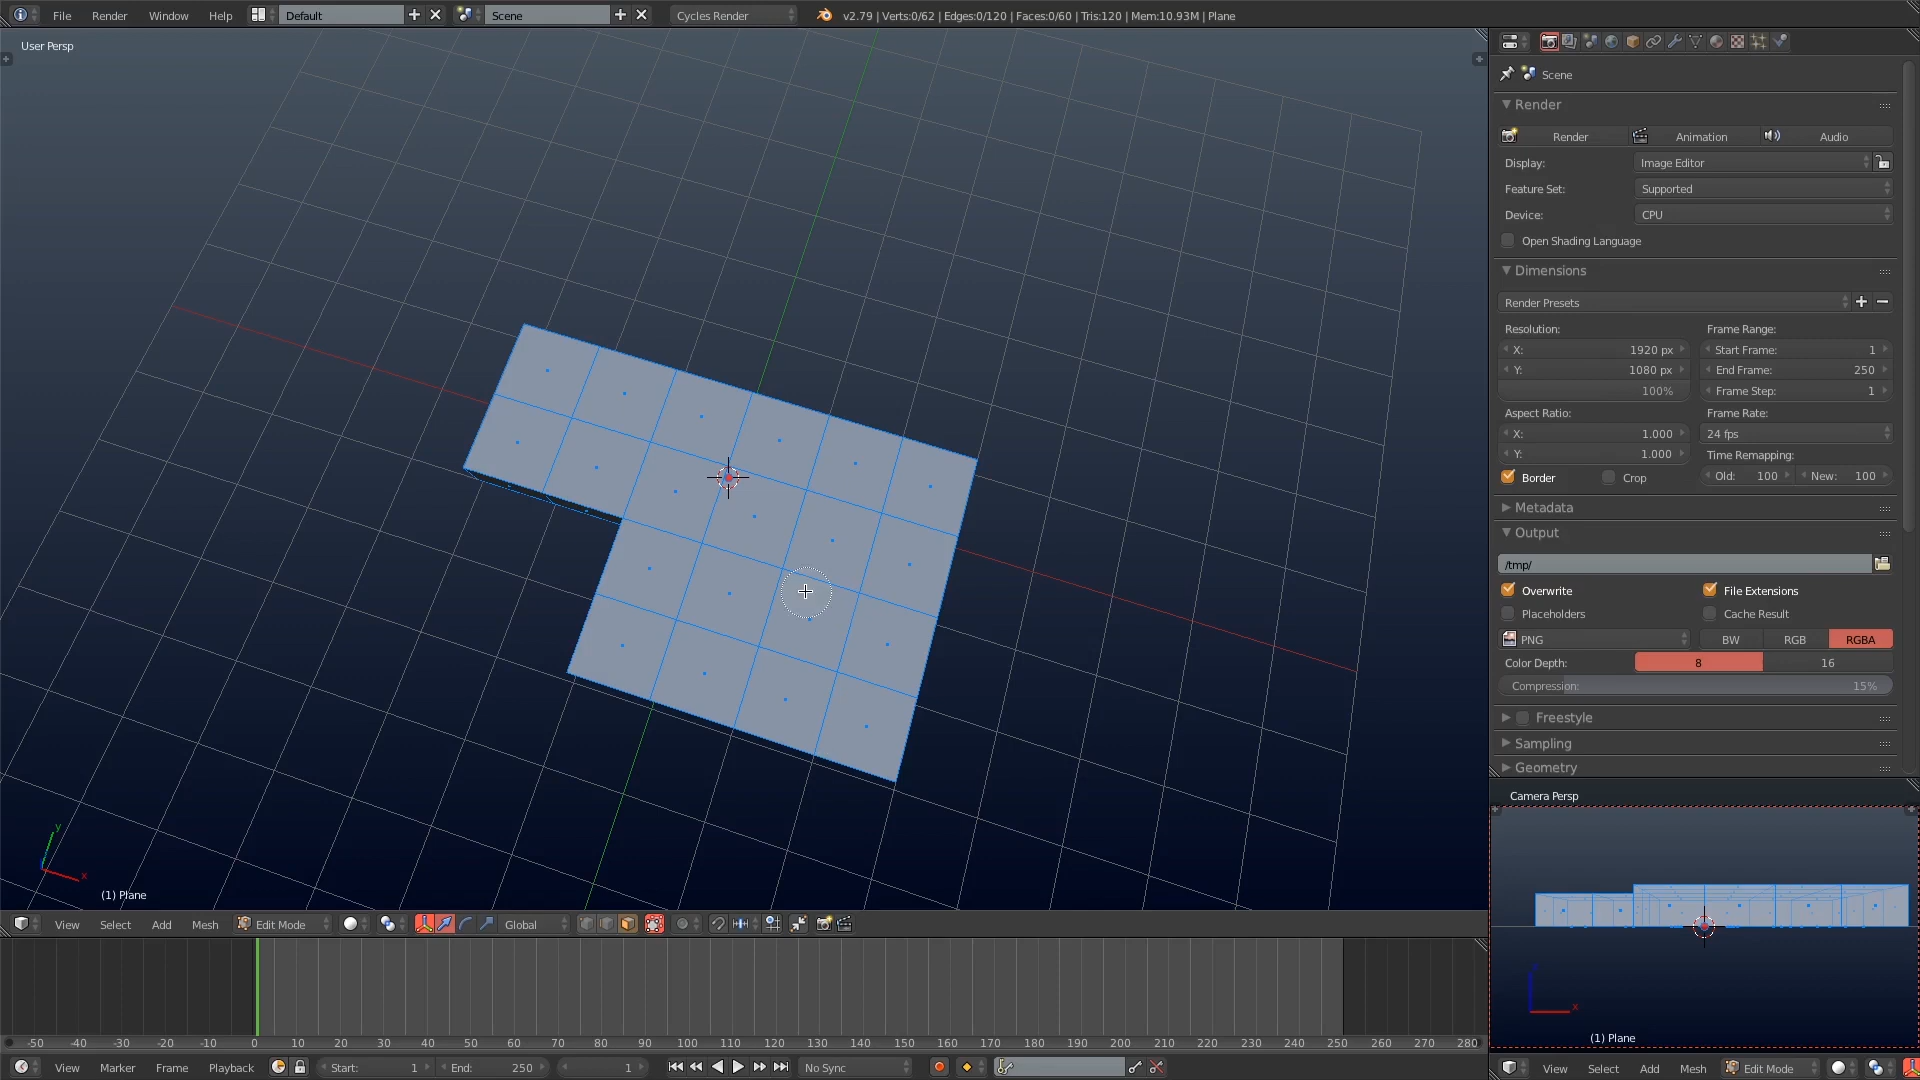 File Render Window Help Default Scene Cycles Render v2.79 | Verts:0/62 | Edges:0/120 | Faces:0/60 | Tris:120 | Mem:10.93M | Plane
User Persp
Scene
Render
Render Animation Audio
Display: Image Editor
Feature Set: Supported
Device: CPU
Open Shading Language
Dimensions
Render Presets
Resolution: Frame Range:
X: 1920 px Start Frame: 1
Y: 1080 px End Frame: 250
100% Frame Step: 1
Aspect Ratio: Frame Rate:
X: 1.000 24 fps
Y: 1.000 Time Remapping:
Border Crop Old: 100 New: 100
Metadata
Output
/tmp/
Overwrite File Extensions
Placeholders Cache Result
PNG BW RGB RGBA
Color Depth: 8 16
Compression: 15%
Freestyle
Sampling
Geometry
Camera Persp
y
x
(1) Plane
View Select Add Mesh Edit Mode Global
x
(1) Plane
-50 -40 -30 -20 -10 0 10 20 30 40 50 60 70 80 90 100 110 120 130 140 150 160 170 180 190 200 210 220 230 240 250 260 270 280
View Marker Frame Playback Start: 1 End: 250 1 No Sync
View Select Add Mesh Edit Mode